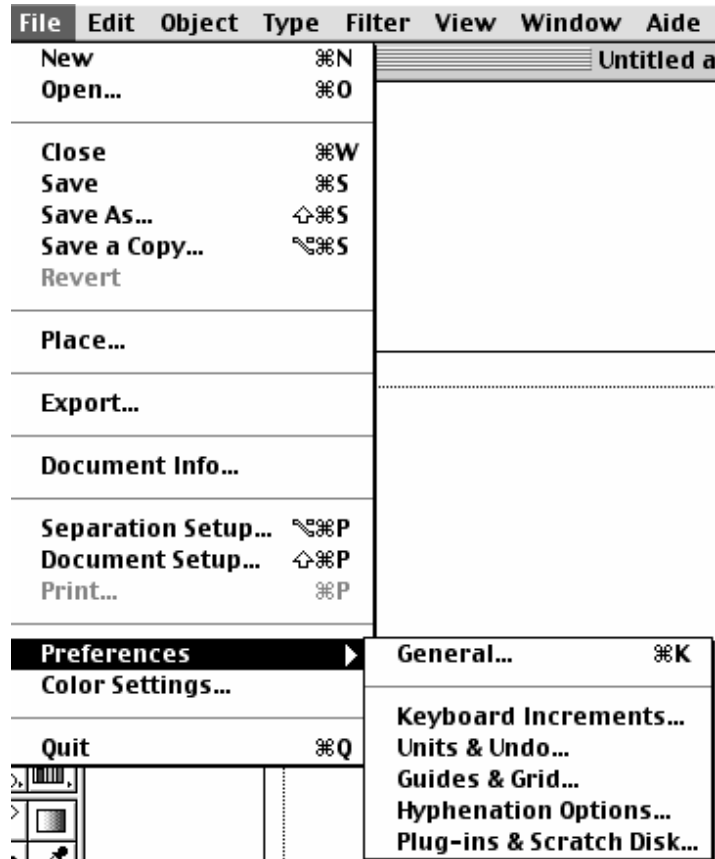 File Edit Object Type Filter View Window Aide
Untitled a
New ⌘N
Open... ⌘O
Close ⌘W
Save ⌘S
Save As... ⇧⌘S
Save a Copy... ⌥⌘S
Revert
Place...
Export...
Document Info...
Separation Setup... ⌥⌘P
Document Setup... ⇧⌘P
Print... ⌘P
Preferences
Color Settings...
Quit ⌘Q
General... ⌘K
Keyboard Increments...
Units & Undo...
Guides & Grid...
Hyphenation Options...
Plug-ins & Scratch Disk...